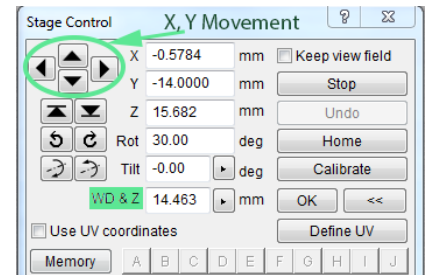 Stage Control X, Y Movement ?
X -0.5784 mm Keep view field
Y -14.0000 mm Stop
Z 15.682 mm Undo
Rot 30.00 deg Home
Tilt -0.00 deg Calibrate
WD & Z 14.463 mm OK <<
Use UV coordinates Define UV
Memory A B C D E F G H I J